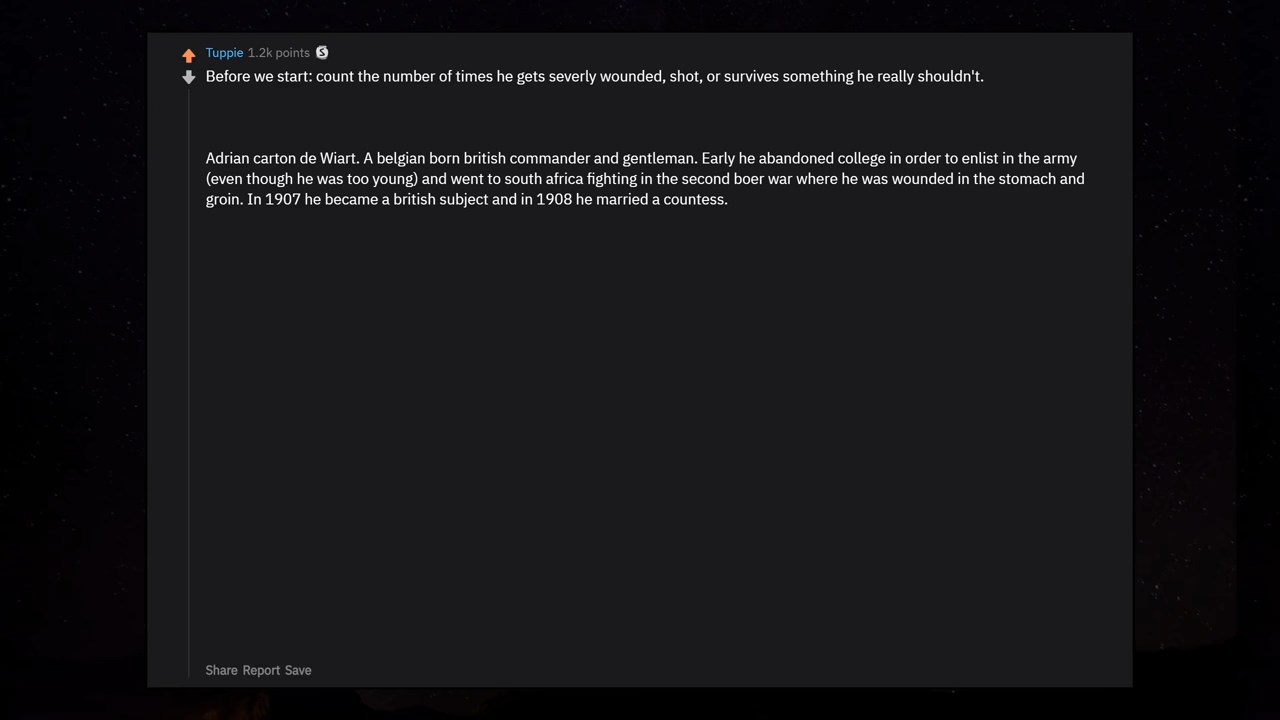 Tuppie 1.2k points
Before we start: count the number of times he gets severly wounded, shot, or survives something he really shouldn't.
Adrian carton de Wiart. A belgian born british commander and gentleman. Early he abandoned college in order to enlist in the army
(even though he was too young) and went to south africa fighting in the second boer war where he was wounded in the stomach and
groin. In 1907 he became a british subject and in 1908 he married a countess.
Share Report Save